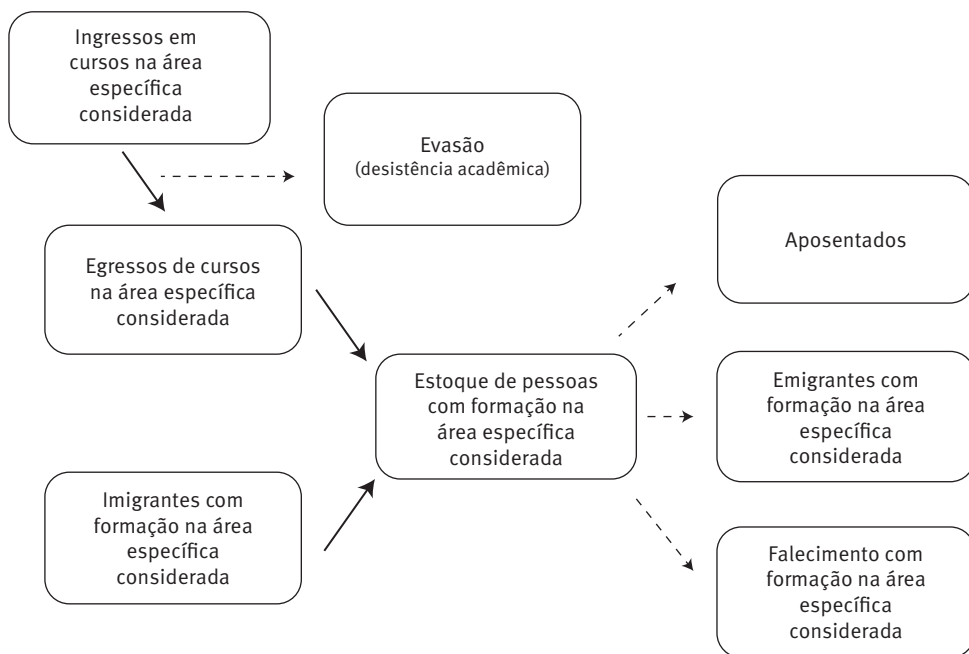 Ingressos em
cursos na área
específica
considerada
Evasão
(desistência acadêmica)
Egressos de cursos
na área específica
considerada
Aposentados
Estoque de pessoas
com formação na
área específica
considerada
Emigrantes com
formação na área
específica
considerada
Imigrantes com
formação na área
específica
considerada
Falecimento com
formação na área
específica
considerada